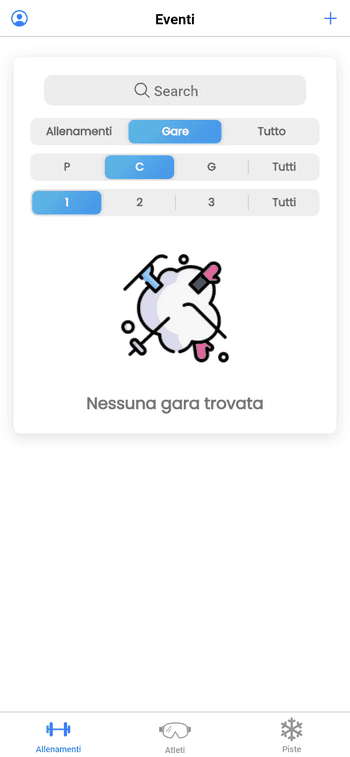 Eventi
Search
Allenamenti Gare Tutto
P C G Tutti
1 2 3 Tutti
Nessuna gara trovata
Allenamenti Atleti Piste